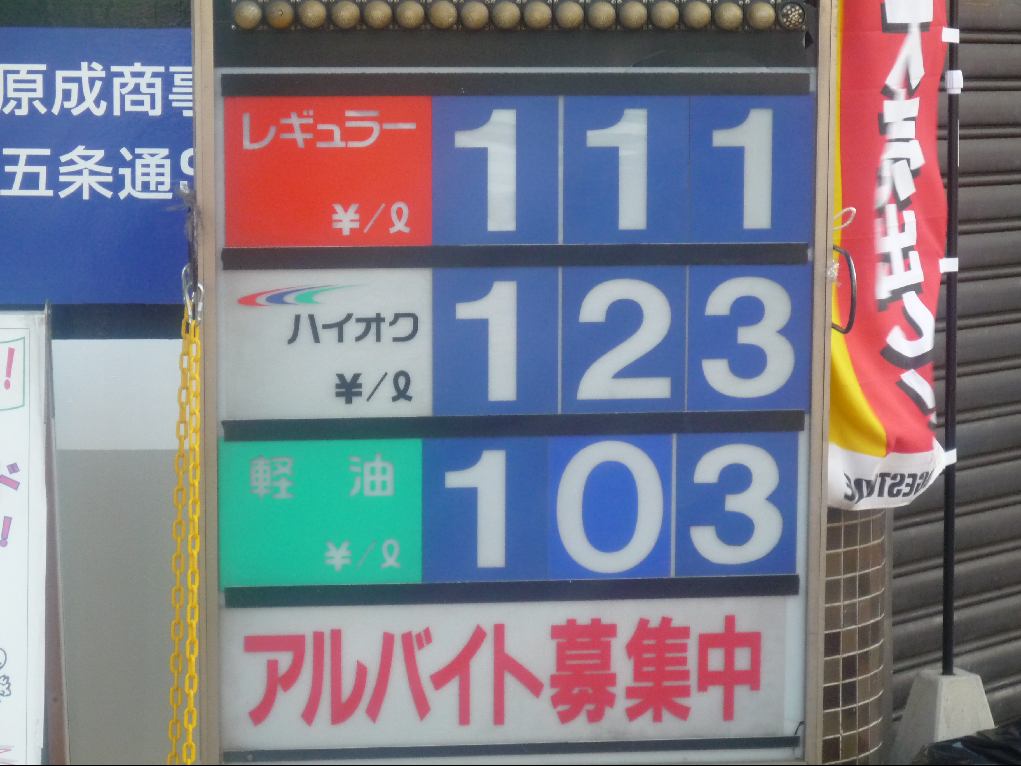 原成商事
五条通
レギュラー
¥/ℓ
111
ハイオク
¥/ℓ
123
軽 油
¥/ℓ
103
アルバイト募集中